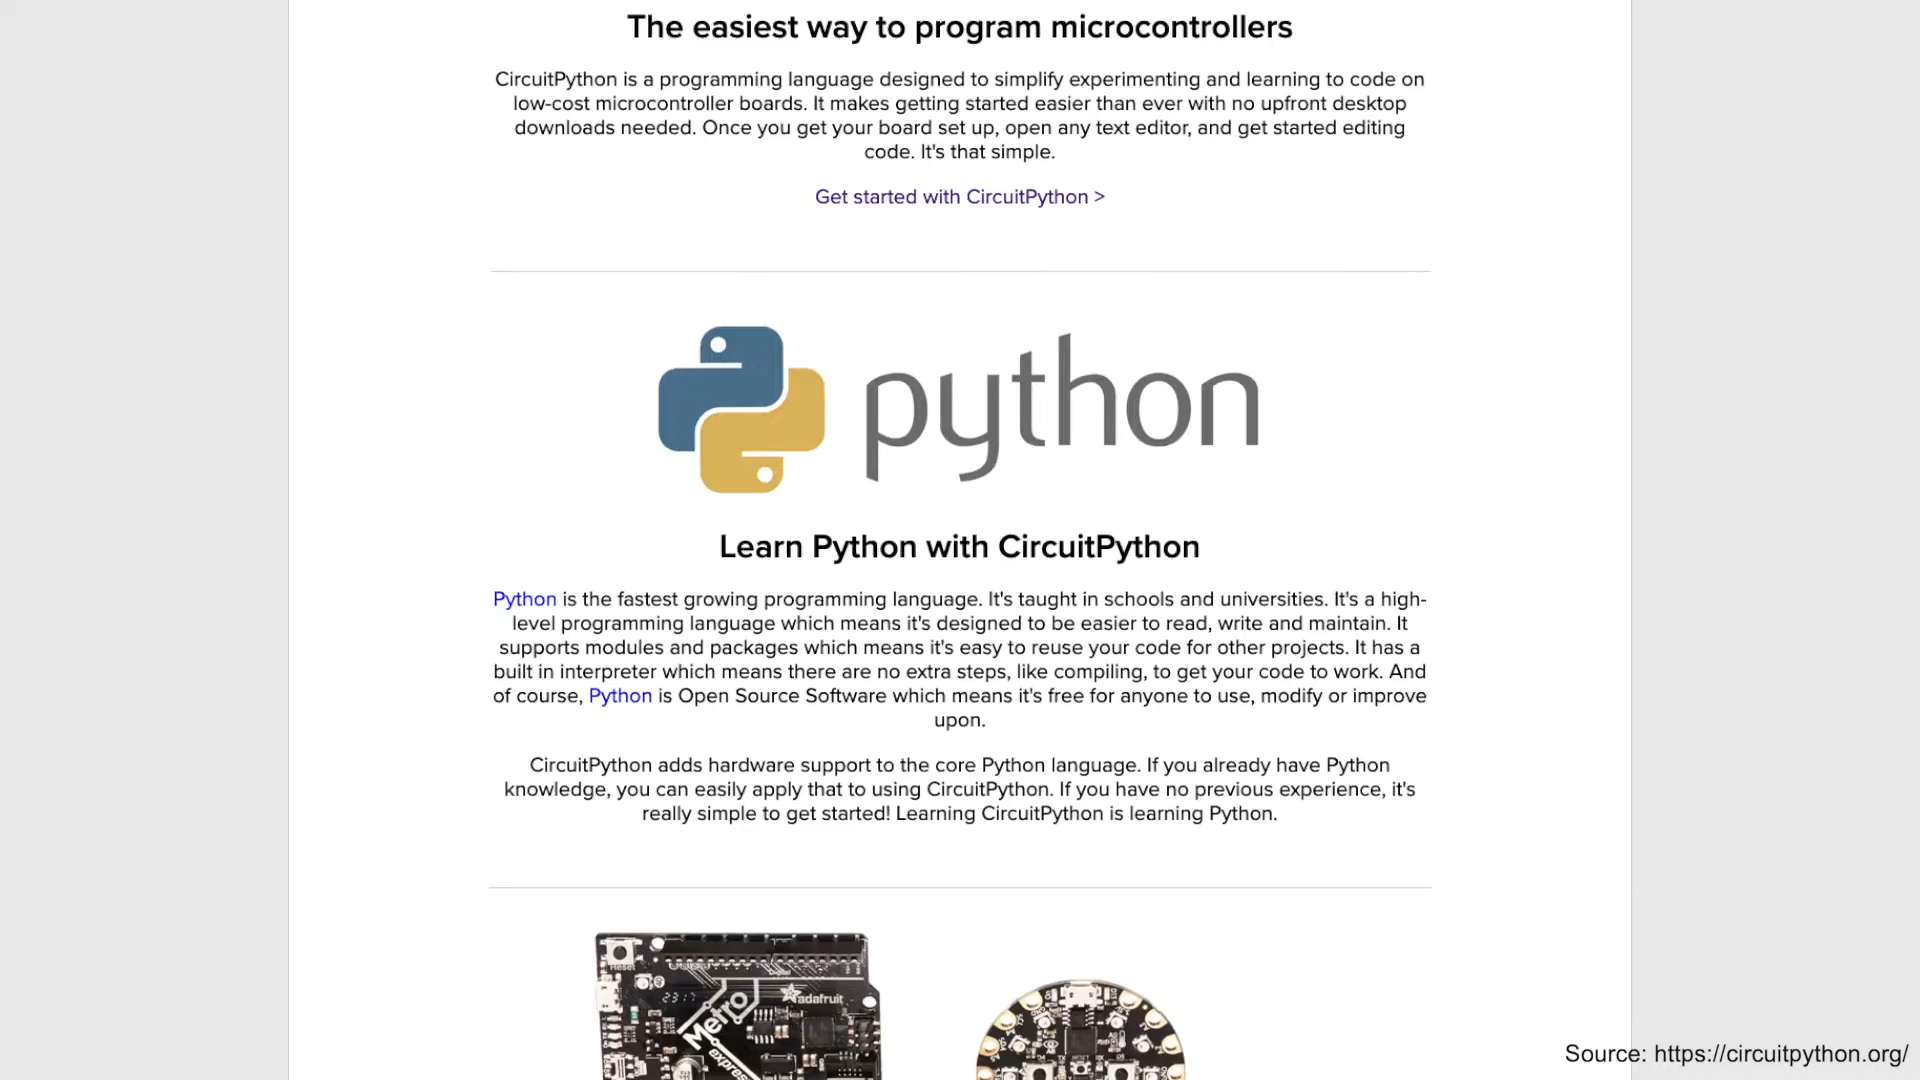 The easiest way to program microcontrollers
CircuitPython is a programming language designed to simplify experimenting and learning to code on
low-cost microcontroller boards. It makes getting started easier than ever with no upfront desktop
downloads needed. Once you get your board set up, open any text editor, and get started editing
code. It's that simple.
Get started with CircuitPython >
python
Learn Python with CircuitPython
Python is the fastest growing programming language. It's taught in schools and universities. It's a high-
level programming language which means it's designed to be easier to read, write and maintain. It
supports modules and packages which means it's easy to reuse your code for other projects. It has a
built in interpreter which means there are no extra steps, like compiling, to get your code to work. And
of course, Python is Open Source Software which means it's free for anyone to use, modify or improve
upon.
CircuitPython adds hardware support to the core Python language. If you already have Python
knowledge, you can easily apply that to using CircuitPython. If you have no previous experience, it's
really simple to get started! Learning CircuitPython is learning Python.
Reset
2317
adafruit
Metro
express
RESET
Source: https://circuitpython.org/